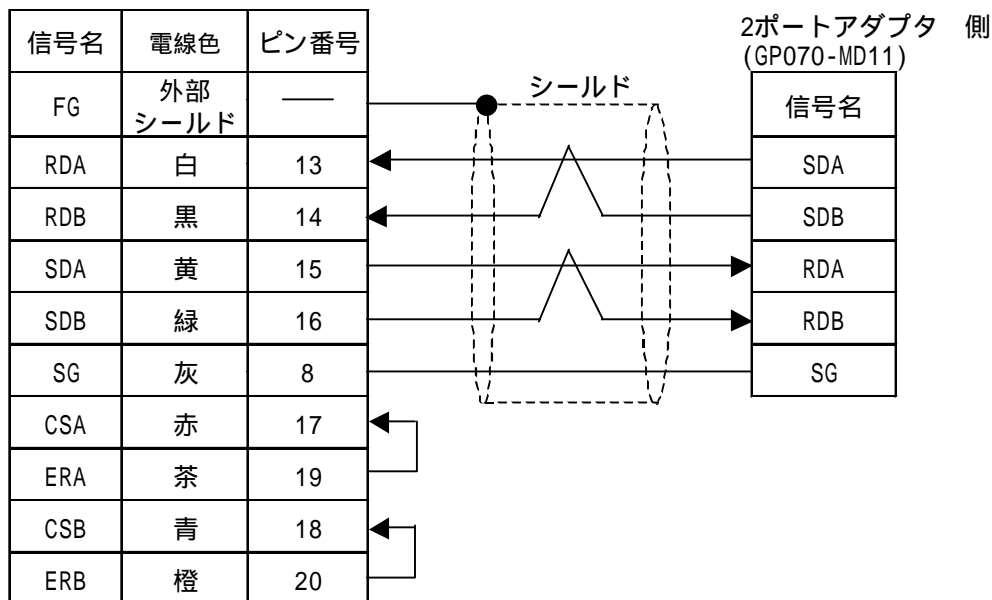 信号名 電線色 ピン番号
FG 外部シールド ——
RDA 白 13
RDB 黒 14
SDA 黄 15
SDB 緑 16
SG 灰 8
CSA 赤 17
ERA 茶 19
CSB 青 18
ERB 橙 20
シールド
2ポートアダプタ　側
(GP070-MD11)
信号名
SDA
SDB
RDA
RDB
SG